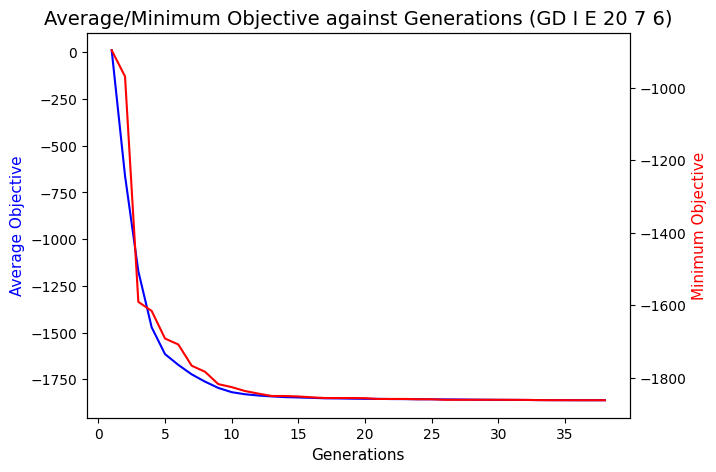 Average/Minimum Objective against Generations (GD I E 20 7 6)
Average Objective
0
−250
−500
−750
−1000
−1250
−1500
−1750
−1000
−1200
−1400
−1600
−1800
Minimum Objective
0 5 10 15 20 25 30 35
Generations